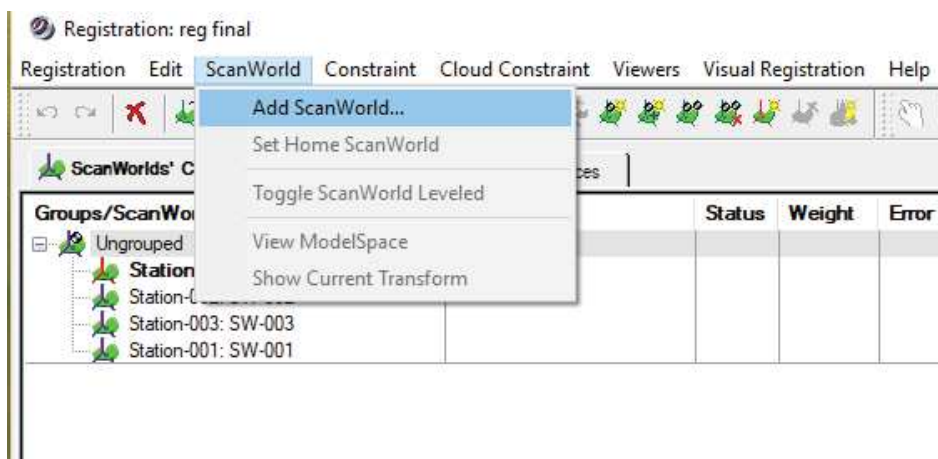 Registration: reg final
Registration Edit ScanWorld Constraint Cloud Constraint Viewers Visual Registration Help
Add ScanWorld...
Set Home ScanWorld
ScanWorlds'
Toggle ScanWorld Leveled
Status Weight Error
Ungrouped
View ModelSpace
Station
Show Current Transform
Station-003: SW-003
Station-001: SW-001